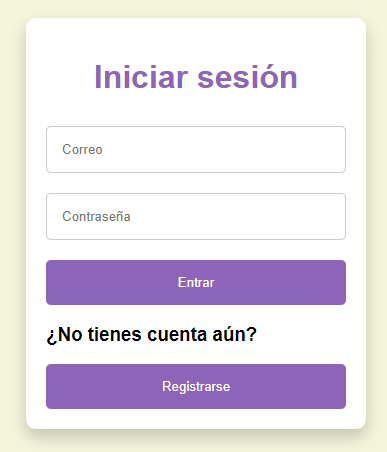 Iniciar sesión
Correo
Contraseña
Entrar
¿No tienes cuenta aún?
Registrarse